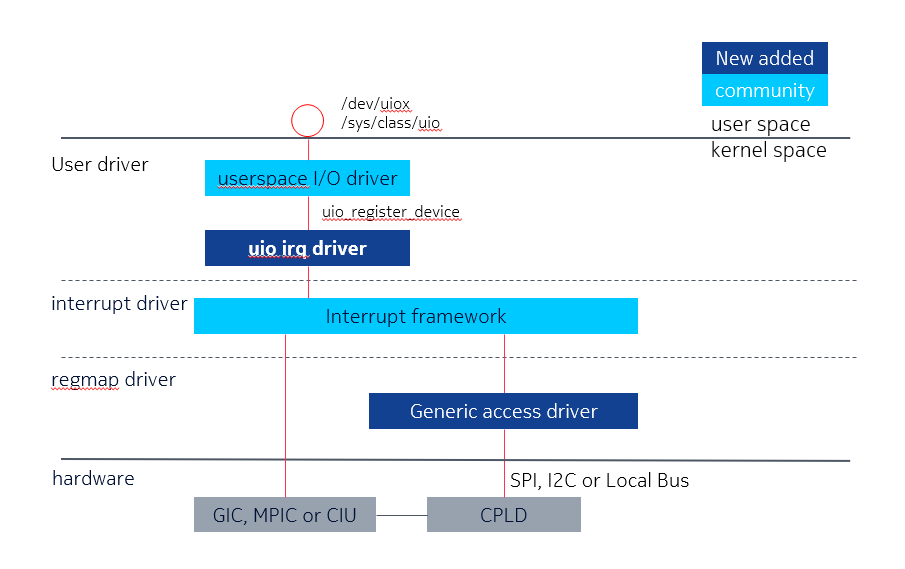 New added
community
/dev/uiox
/sys/class/uio
user space
kernel space
User driver
userspace I/O driver
uio_register_device
uio irq driver
interrupt driver
Interrupt framework
regmap driver
Generic access driver
hardware
SPI, I2C or Local Bus
GIC, MPIC or CIU
CPLD